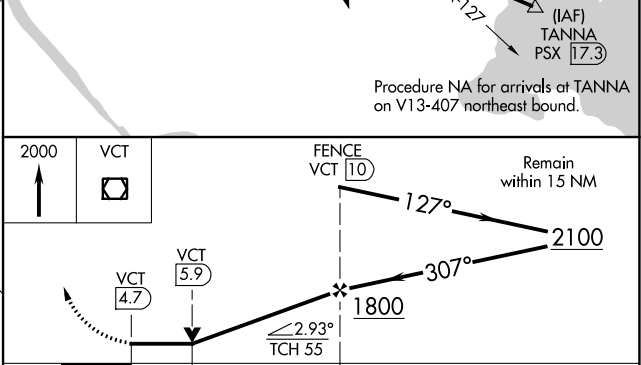 (IAF)
TANNA
PSX 17.3
Procedure NA for arrivals at TANNA
on V13-407 northeast bound.
2000
VCT
FENCE
VCT 10
Remain
within 15 NM
127°
2100
307°
VCT
5.9
VCT
4.7
1800
2.93°
TCH 55